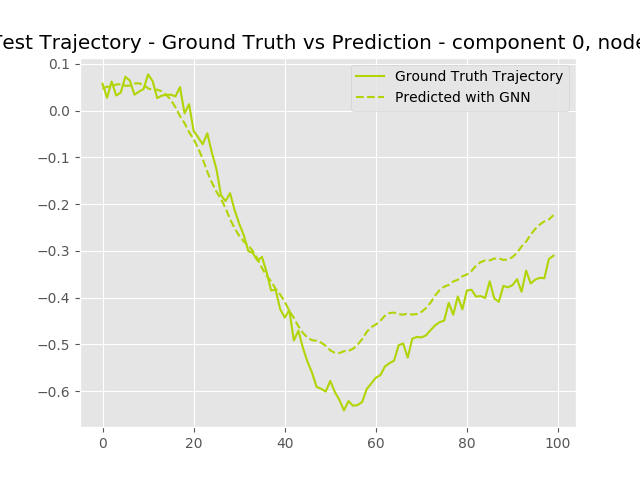 Test Trajectory - Ground Truth vs Prediction - component 0, node
Ground Truth Trajectory
Predicted with GNN
0.1
0.0
−0.1
−0.2
−0.3
−0.4
−0.5
−0.6
0 20 40 60 80 100